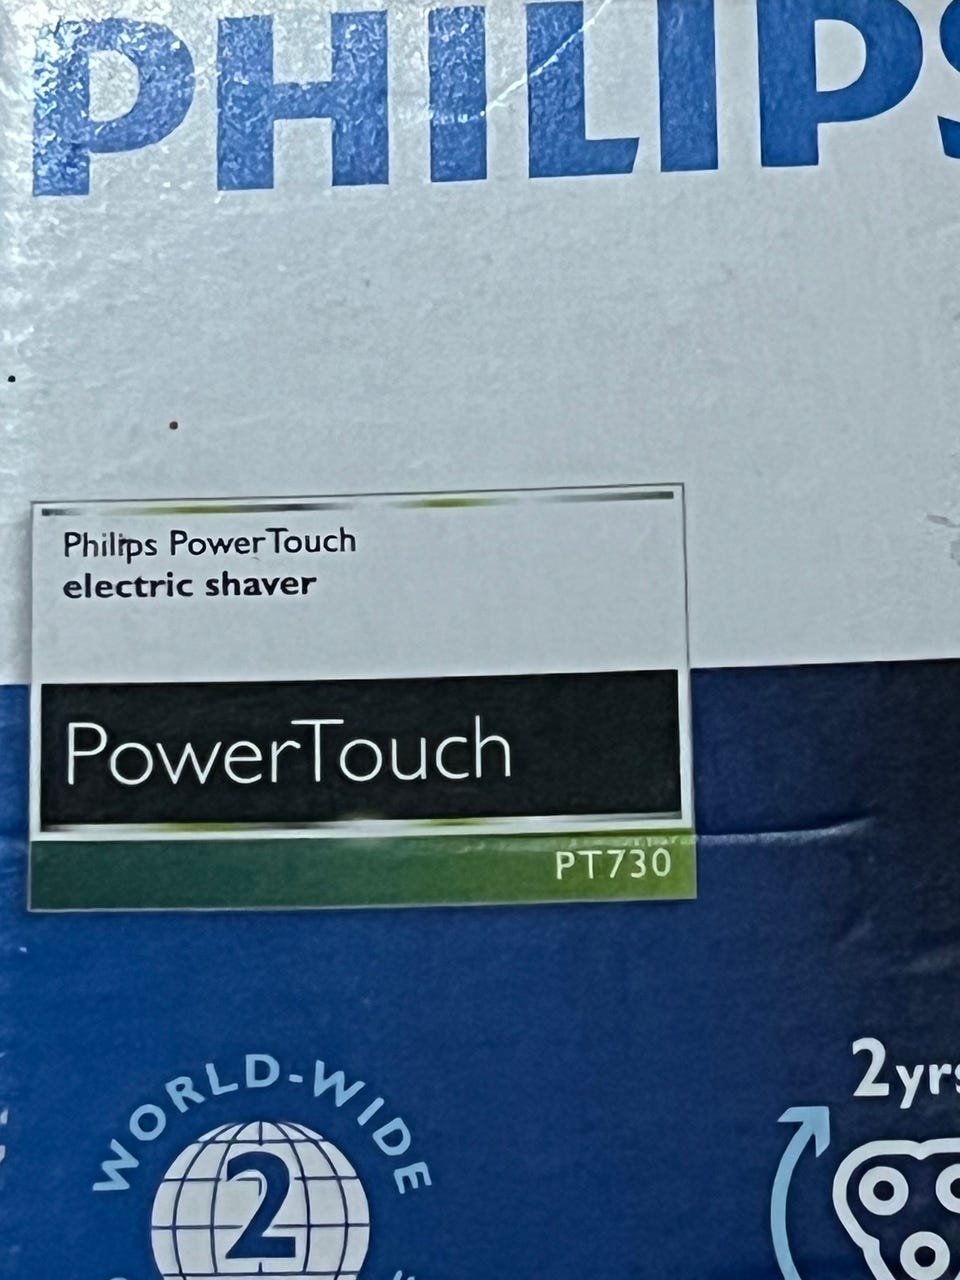 PHILIPS
Philips PowerTouch
electric shaver
PowerTouch
PT730
2yrs
WORLD-WIDE
2